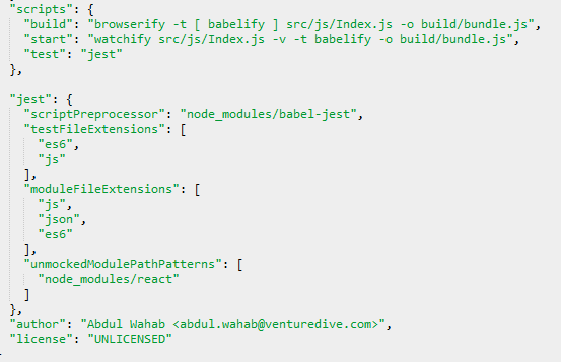 "scripts": {
"build": "browserify -t [ babelify ] src/js/Index.js -o build/bundle.js",
"start": "watchify src/js/Index.js -v -t babelify -o build/bundle.js",
"test": "jest"
},
"jest": {
"scriptPreprocessor": "node_modules/babel-jest",
"testFileExtensions": [
"es6",
"js"
],
"moduleFileExtensions": [
"js",
"json",
"es6"
],
"unmockedModulePathPatterns": [
"node_modules/react"
]
},
"author": "Abdul Wahab <abdul.wahab@venturedive.com>",
"license": "UNLICENSED"